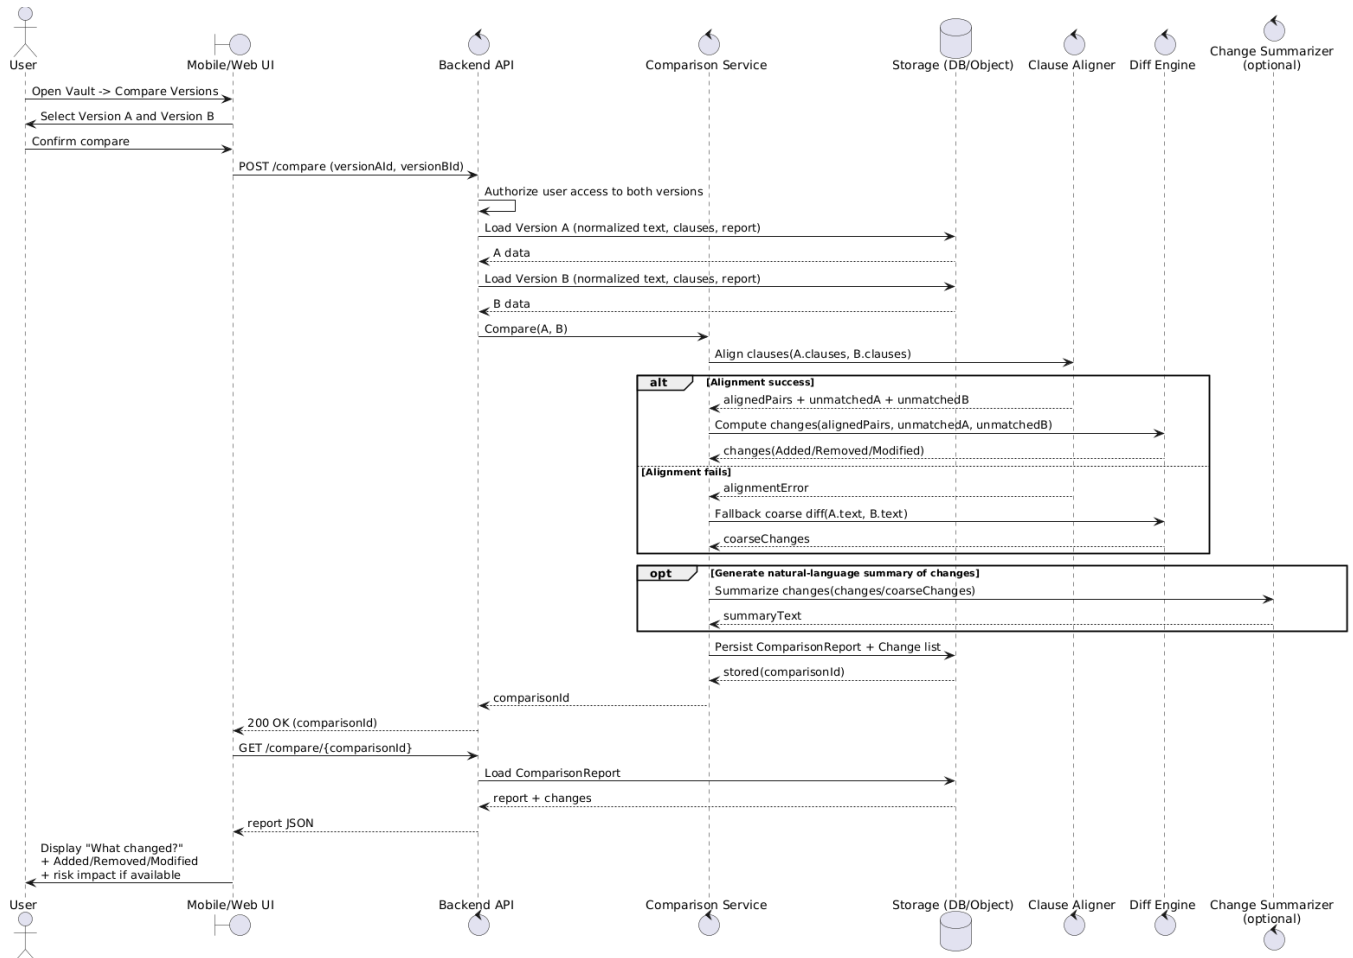 User
Mobile/Web UI
Backend API
Comparison Service
Storage (DB/Object)
Clause Aligner
Diff Engine
Change Summarizer
(optional)
Open Vault -> Compare Versions
Select Version A and Version B
Confirm compare
POST /compare (versionAId, versionBId)
Authorize user access to both versions
Load Version A (normalized text, clauses, report)
A data
Load Version B (normalized text, clauses, report)
B data
Compare(A, B)
Align clauses(A.clauses, B.clauses)
alt
[Alignment success]
alignedPairs + unmatchedA + unmatchedB
Compute changes(alignedPairs, unmatchedA, unmatchedB)
changes(Added/Removed/Modified)
[Alignment fails]
alignmentError
Fallback coarse diff(A.text, B.text)
coarseChanges
opt
[Generate natural-language summary of changes]
Summarize changes(changes/coarseChanges)
summaryText
Persist ComparisonReport + Change list
stored(comparisonId)
comparisonId
200 OK (comparisonId)
GET /compare/{comparisonId}
Load ComparisonReport
report + changes
report JSON
Display "What changed?"
+ Added/Removed/Modified
+ risk impact if available
User
Mobile/Web UI
Backend API
Comparison Service
Storage (DB/Object)
Clause Aligner
Diff Engine
Change Summarizer
(optional)